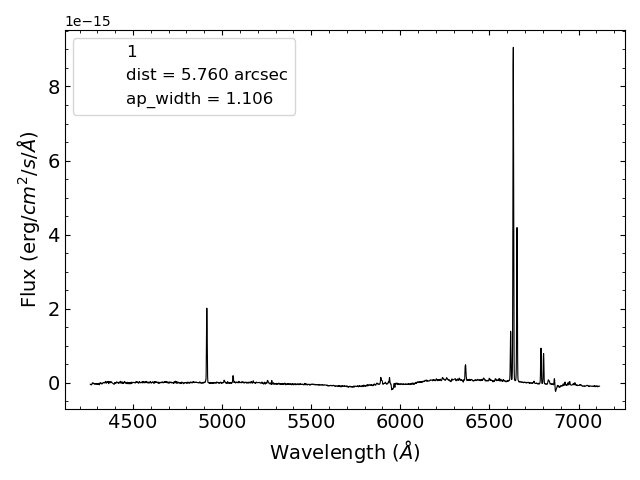 1e−15
1
dist = 5.760 arcsec
ap_width = 1.106
8
6
4
2
0
Flux (erg/cm²/s/Å)
4500 5000 5500 6000 6500 7000
Wavelength (Å)